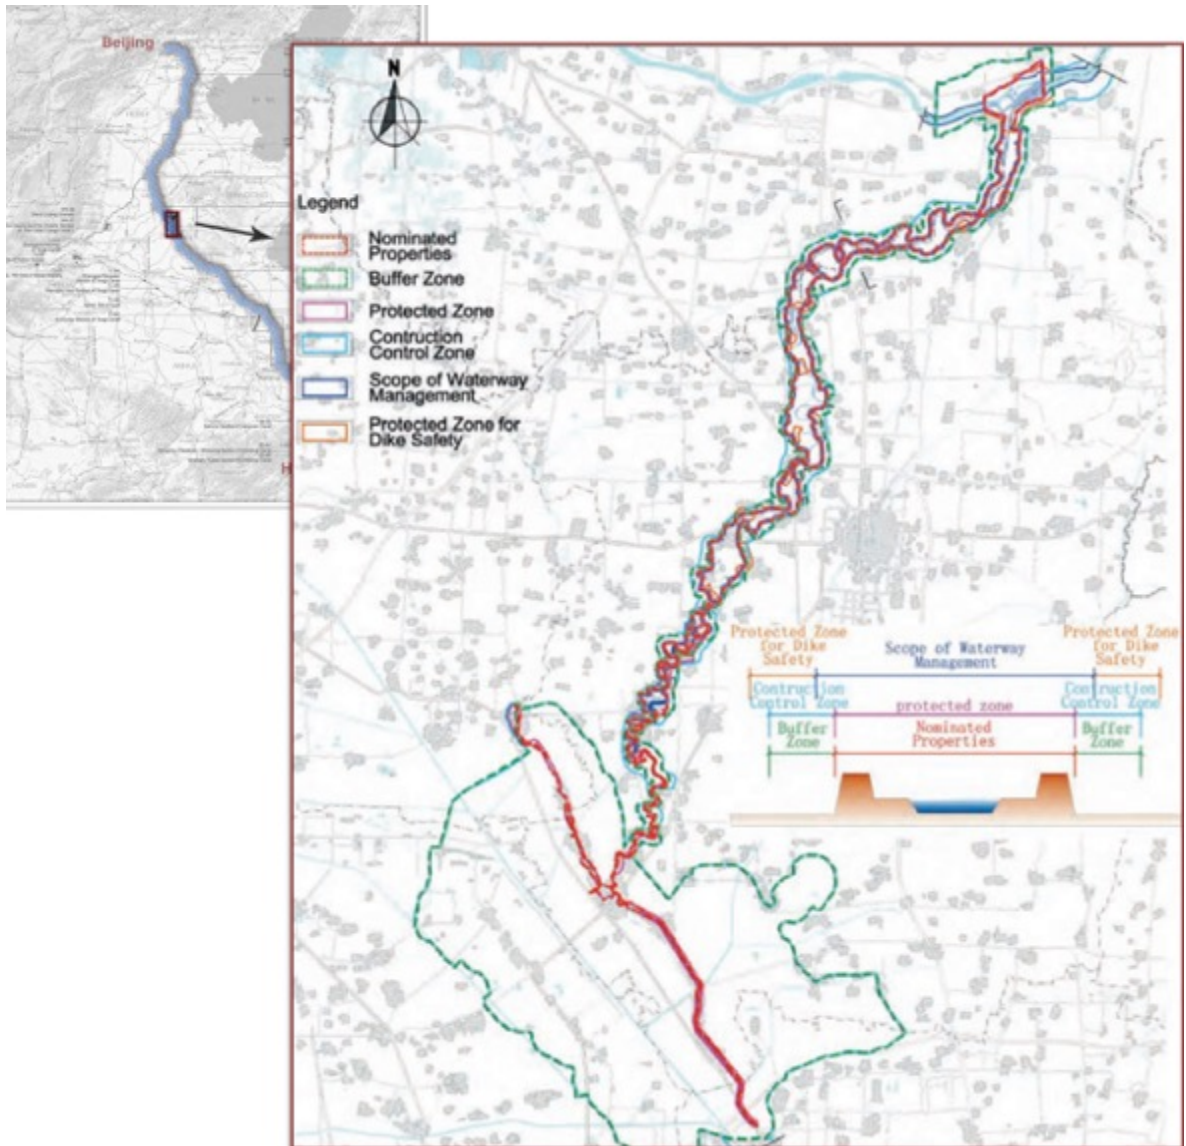 Beijing
N
Legend
Nominated
Properties
Buffer Zone
Protected Zone
Contruction
Control Zone
Scope of Waterway
Management
Protected Zone for
Dike Safety
H
Protected Zone
for Dike
Safety
Scope of Waterway
Management
Protected Zone
for Dike
Safety
Contruction
Control Zone
protected zone
Contruction
Control Zone
Buffer
Zone
Nominated
Properties
Buffer
Zone